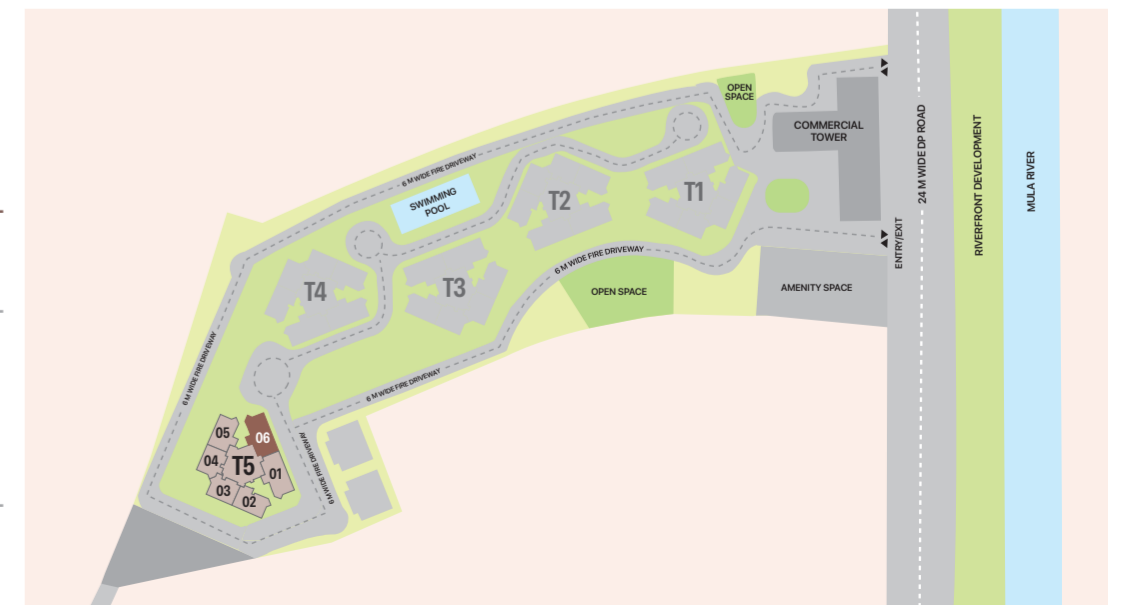 OPEN
SPACE
COMMERCIAL
TOWER
24 M WIDE DP ROAD
RIVERFRONT DEVELOPMENT
MULA RIVER
6 M WIDE FIRE DRIVEWAY
SWIMMING
POOL
T2
T1
ENTRY/EXIT
6 M WIDE FIRE DRIVEWAY
T4
T3
OPEN SPACE
AMENITY SPACE
6 M WIDE FIRE DRIVEWAY
6 M WIDE FIRE DRIVEWAY
6 M WIDE FIRE DRIVEWAY
05
06
04
T5
01
03
02